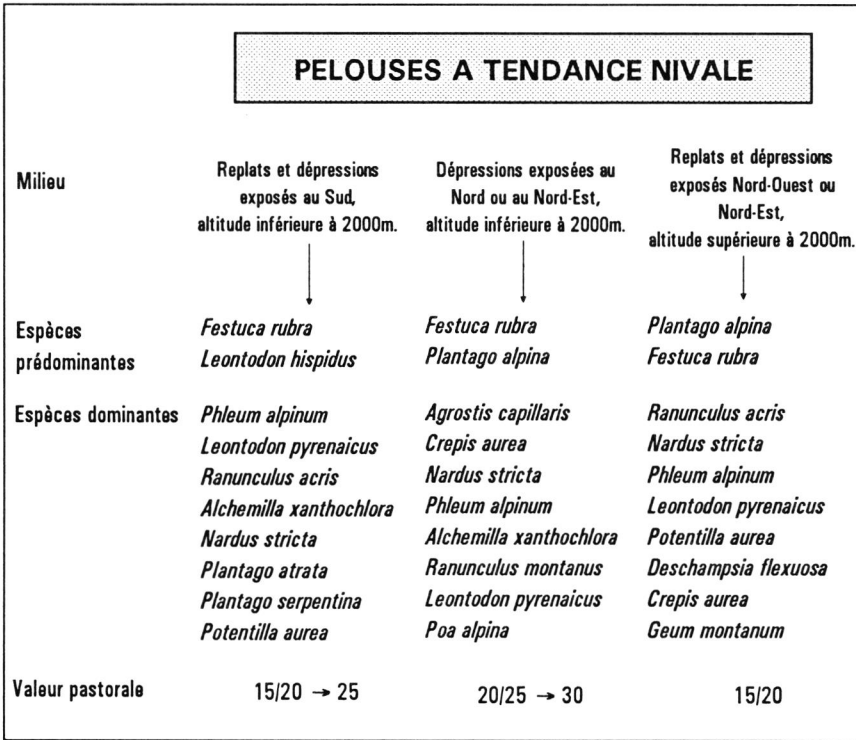 PELOUSES A TENDANCE NIVALE
Milieu
Replats et dépressions
exposés au Sud,
altitude inférieure à 2000m.
Dépressions exposées au
Nord ou au Nord-Est,
altitude inférieure à 2000m.
Replats et dépressions
exposés Nord-Ouest ou
Nord-Est,
altitude supérieure à 2000m.
Espèces
prédominantes
Festuca rubra
Leontodon hispidus
Festuca rubra
Plantago alpina
Plantago alpina
Festuca rubra
Espèces dominantes
Phleum alpinum
Leontodon pyrenaicus
Ranunculus acris
Alchemilla xanthochlora
Nardus stricta
Plantago atrata
Plantago serpentina
Potentilla aurea
Agrostis capillaris
Crepis aurea
Nardus stricta
Phleum alpinum
Alchemilla xanthochlora
Ranunculus montanus
Leontodon pyrenaicus
Poa alpina
Ranunculus acris
Nardus stricta
Phleum alpinum
Leontodon pyrenaicus
Potentilla aurea
Deschampsia flexuosa
Crepis aurea
Geum montanum
Valeur pastorale
15/20 → 25
20/25 → 30
15/20